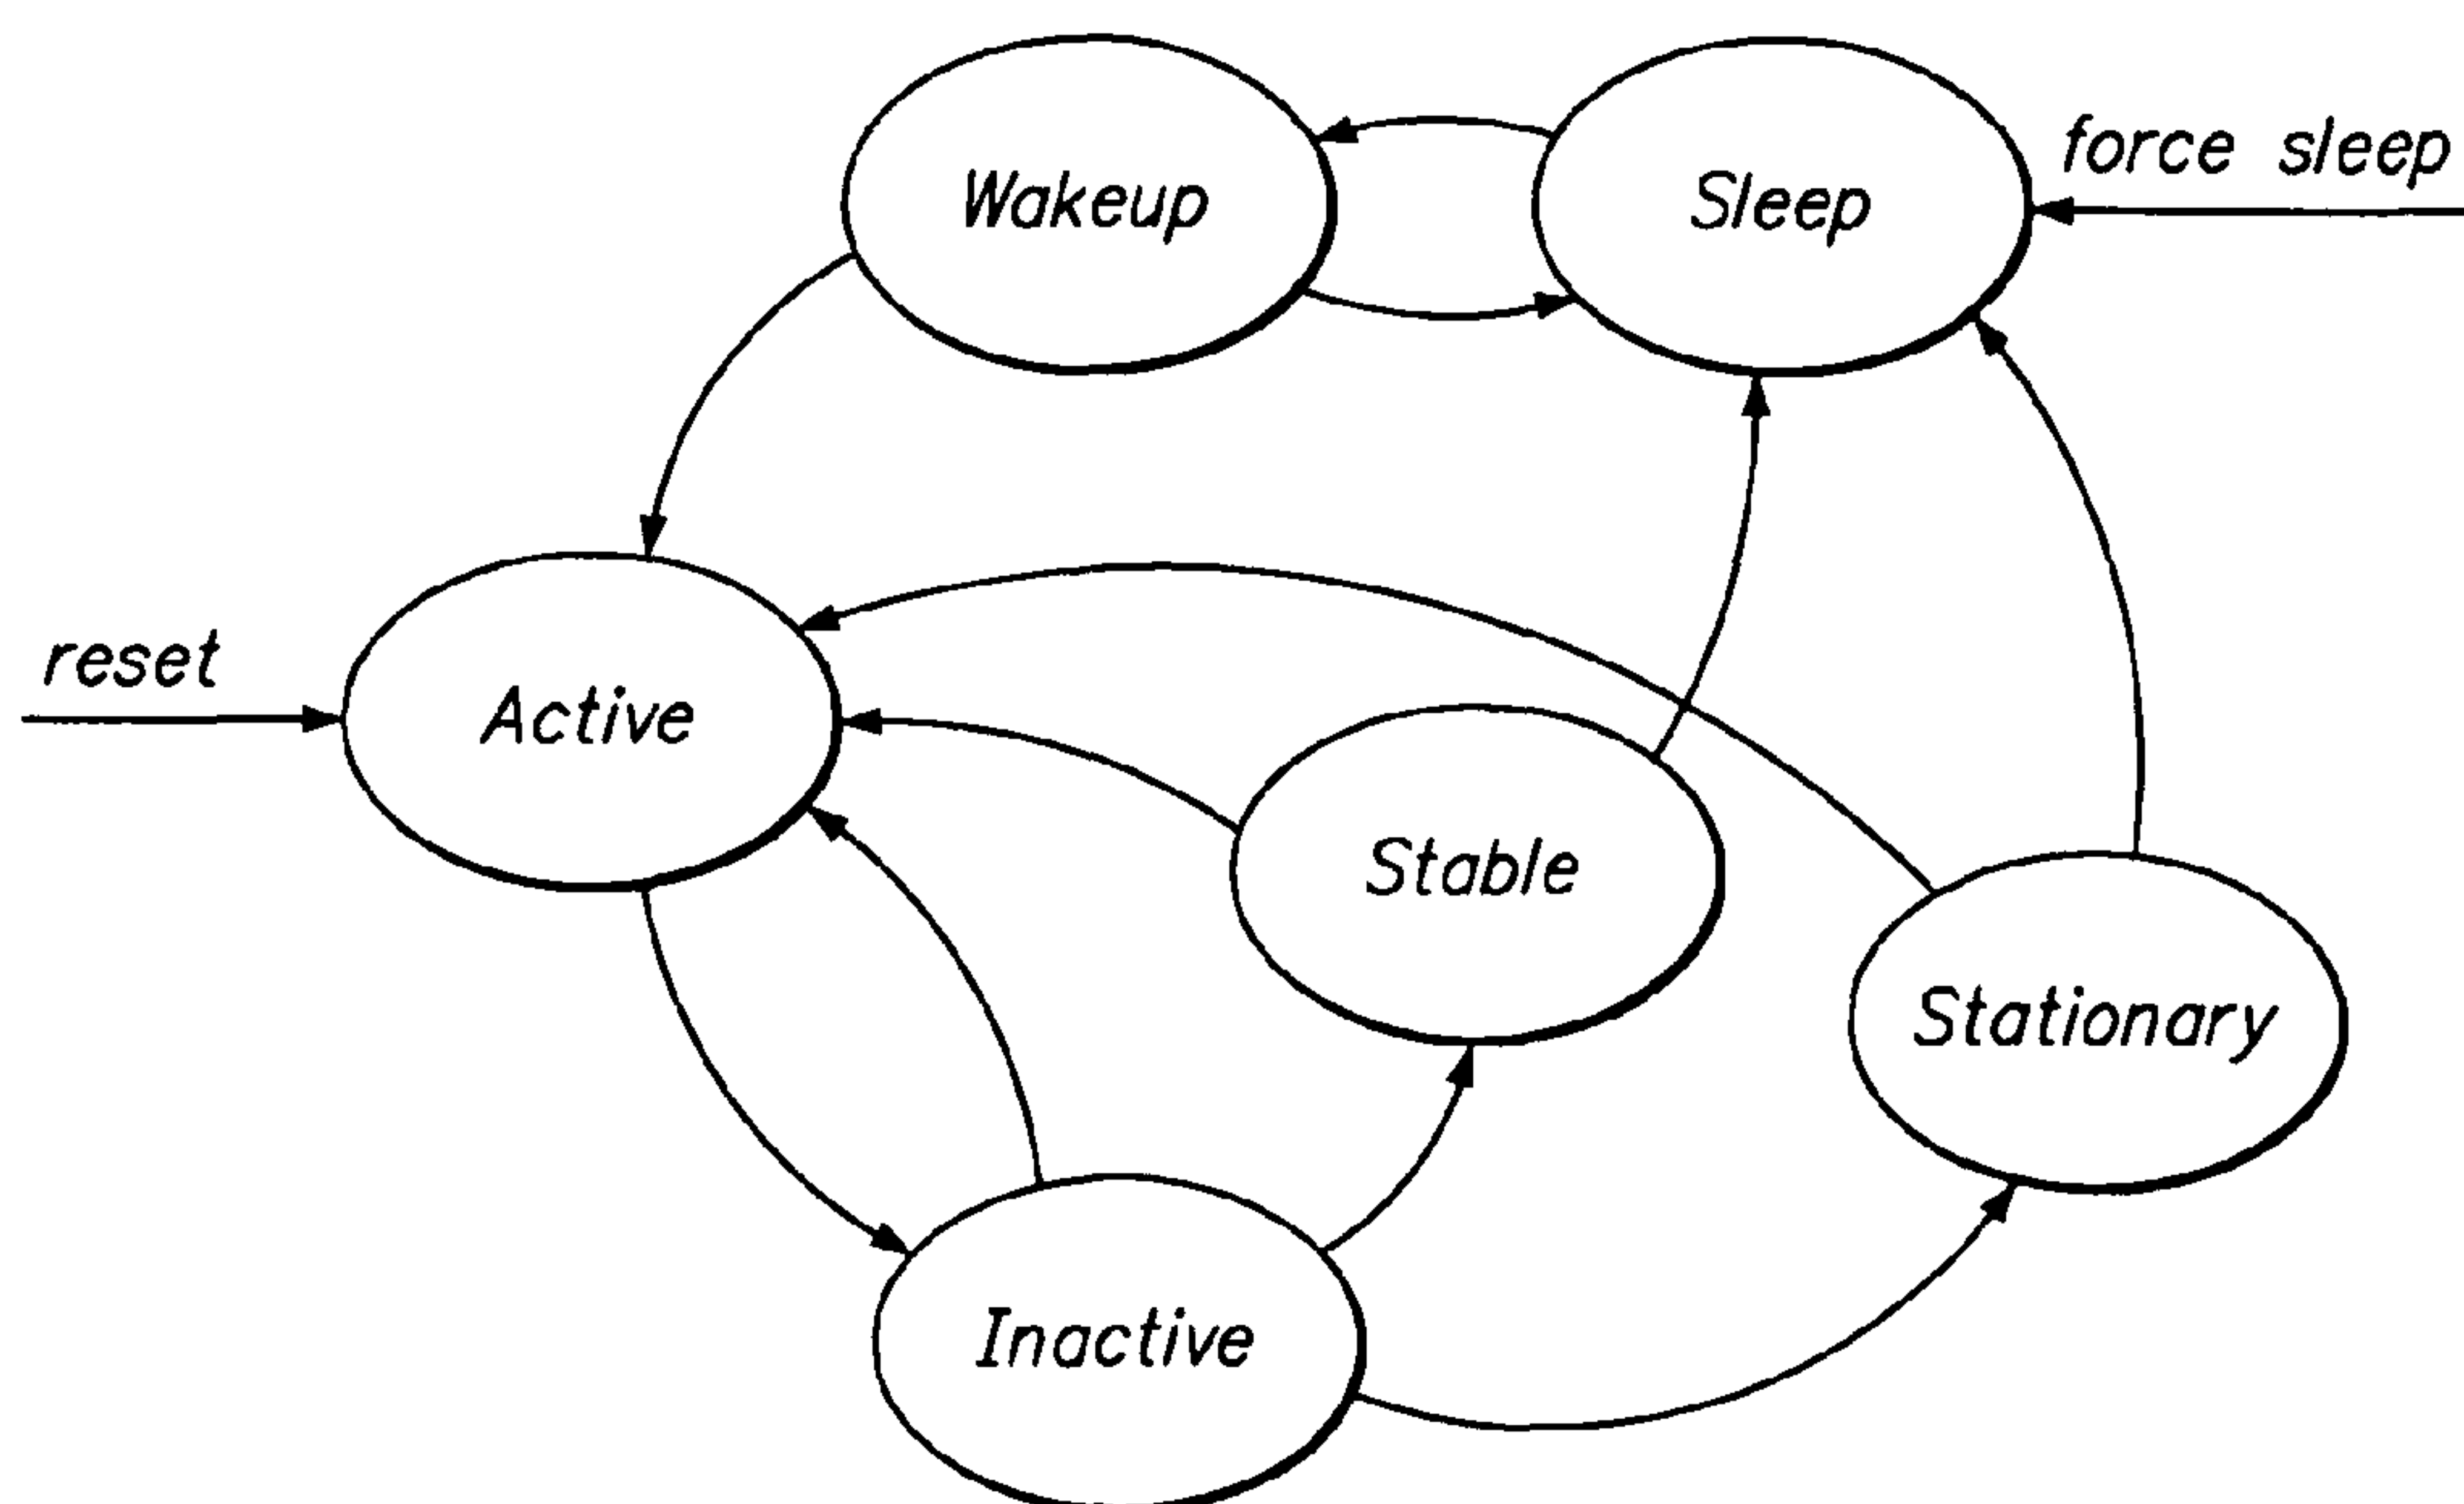 Wakeup
Sleep
force sleep
reset
Active
Stable
Stationary
Inactive